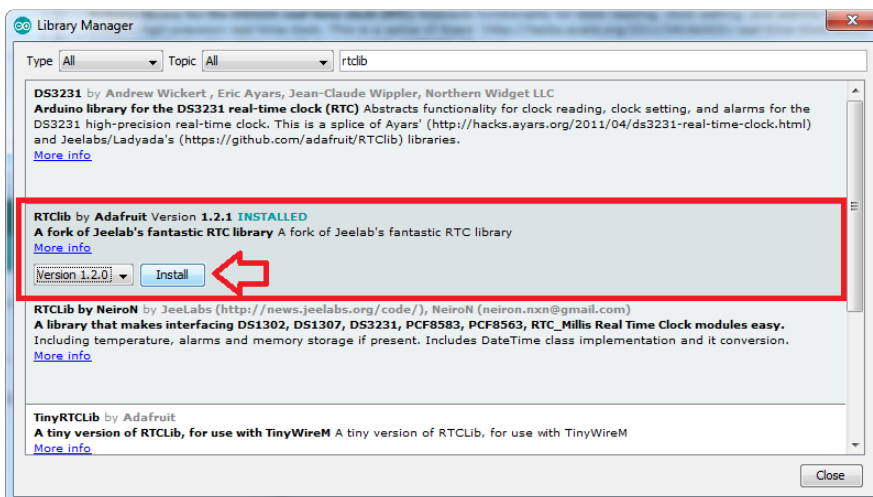 Library Manager
Type All Topic All rtclib
DS3231 by Andrew Wickert , Eric Ayars, Jean-Claude Wippler, Northern Widget LLC
Arduino library for the DS3231 real-time clock (RTC) Abstracts functionality for clock reading, clock setting, and alarms for the
DS3231 high-precision real-time clock. This is a splice of Ayars' (http://hacks.ayars.org/2011/04/ds3231-real-time-clock.html)
and Jeelabs/Ladyada's (https://github.com/adafruit/RTClib) libraries.
More info
RTClib by Adafruit Version 1.2.1 INSTALLED
A fork of Jeelab's fantastic RTC library A fork of Jeelab's fantastic RTC library
More info
Version 1.2.0 Install
RTCLib by NeiroN by JeeLabs (http://news.jeelabs.org/code/), NeiroN (neiron.nxn@gmail.com)
A library that makes interfacing DS1302, DS1307, DS3231, PCF8583, PCF8563, RTC_Millis Real Time Clock modules easy.
Including temperature, alarms and memory storage if present. Includes DateTime class implementation and it conversion.
More info
TinyRTCLib by Adafruit
A tiny version of RTCLib, for use with TinyWireM A tiny version of RTCLib, for use with TinyWireM
More info
Close